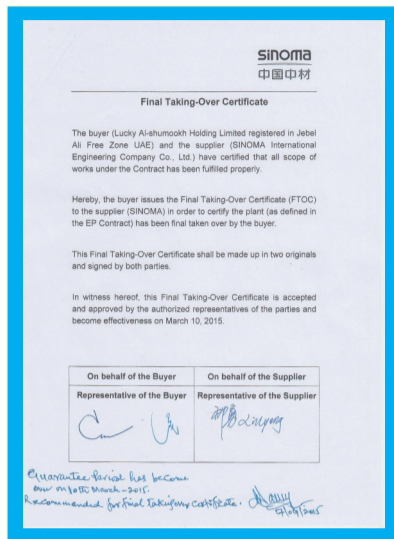 sinoma
中国中材
Final Taking-Over Certificate
The buyer (Lucky Al-shumookh Holding Limited registered in Jebel
Ali Free Zone UAE) and the supplier (SINOMA International
Engineering Company Co., Ltd.) have certified that all scope of
works under the Contract has been fulfilled properly.
Hereby, the buyer issues the Final Taking-Over Certificate (FTOC)
to the supplier (SINOMA) in order to certify the plant (as defined
in the EP Contract) has been final taken over by the buyer.
This Final Taking-Over Certificate shall be made up in two originals
and signed by both parties.
In witness hereof, this Final Taking-Over Certificate is accepted
and approved by the authorized representatives of the parties and
become effectiveness on March 10, 2015.
On behalf of the Buyer
On behalf of the Supplier
Representative of the Buyer
Representative of the Supplier
Guarantee Period has become
on 10th March-2015.
Recommended for final takingover certificate.